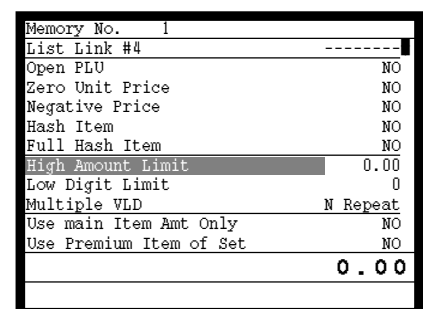 Memory No. 1
List Link #4 --------
Open PLU NO
Zero Unit Price NO
Negative Price NO
Hash Item NO
Full Hash Item NO
High Amount Limit 0.00
Low Digit Limit 0
Multiple VLD N Repeat
Use main Item Amt Only NO
Use Premium Item of Set NO
0.00